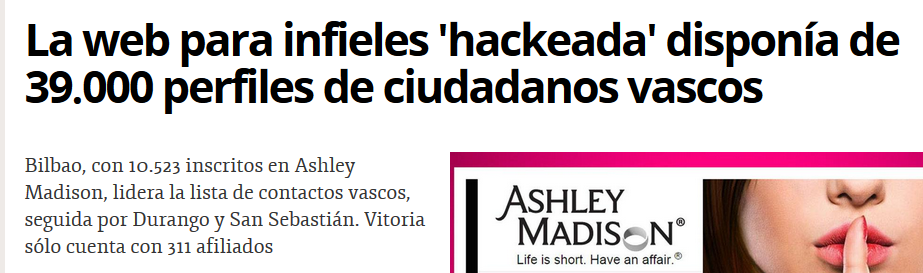 La web para infieles 'hackeada' disponía de
39.000 perfiles de ciudadanos vascos
Bilbao, con 10.523 inscritos en Ashley
Madison, lidera la lista de contactos vascos,
seguida por Durango y San Sebastián. Vitoria
sólo cuenta con 311 afiliados
ASHLEY
MADISON®
Life is short. Have an affair.®